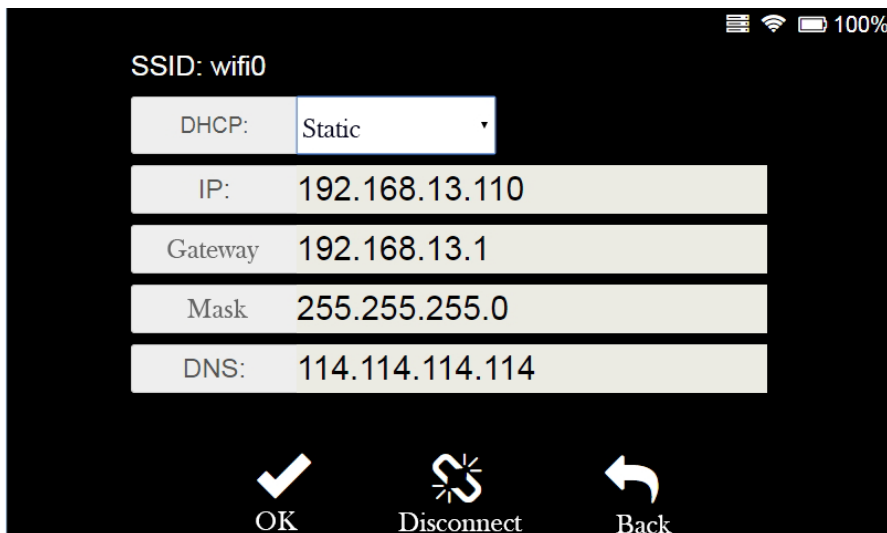 100%
SSID: wifi0
DHCP: Static
IP: 192.168.13.110
Gateway 192.168.13.1
Mask 255.255.255.0
DNS: 114.114.114.114
OK Disconnect Back